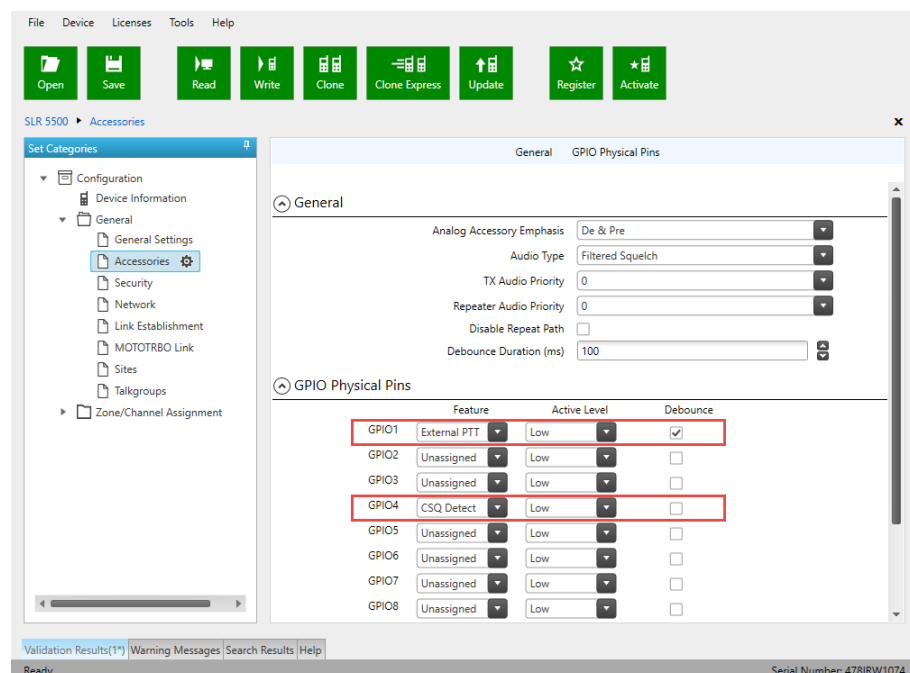 File Device Licenses Tools Help
Open Save Read Write Clone Clone Express Update Register Activate
SLR 5500 Accessories
Set Categories
General GPIO Physical Pins
Configuration
Device Information
General
General Settings
Accessories
Security
Network
Link Establishment
MOTOTRBO Link
Sites
Talkgroups
Zone/Channel Assignment
General
Analog Accessory Emphasis De & Pre
Audio Type Filtered Squelch
TX Audio Priority 0
Repeater Audio Priority 0
Disable Repeat Path
Debounce Duration (ms) 100
GPIO Physical Pins
Feature Active Level Debounce
GPIO1 External PTT Low
GPIO2 Unassigned Low
GPIO3 Unassigned Low
GPIO4 CSQ Detect Low
GPIO5 Unassigned Low
GPIO6 Unassigned Low
GPIO7 Unassigned Low
GPIO8 Unassigned Low
Validation Results(1*) Warning Messages Search Results Help
Ready Serial Number: 478IRW1074